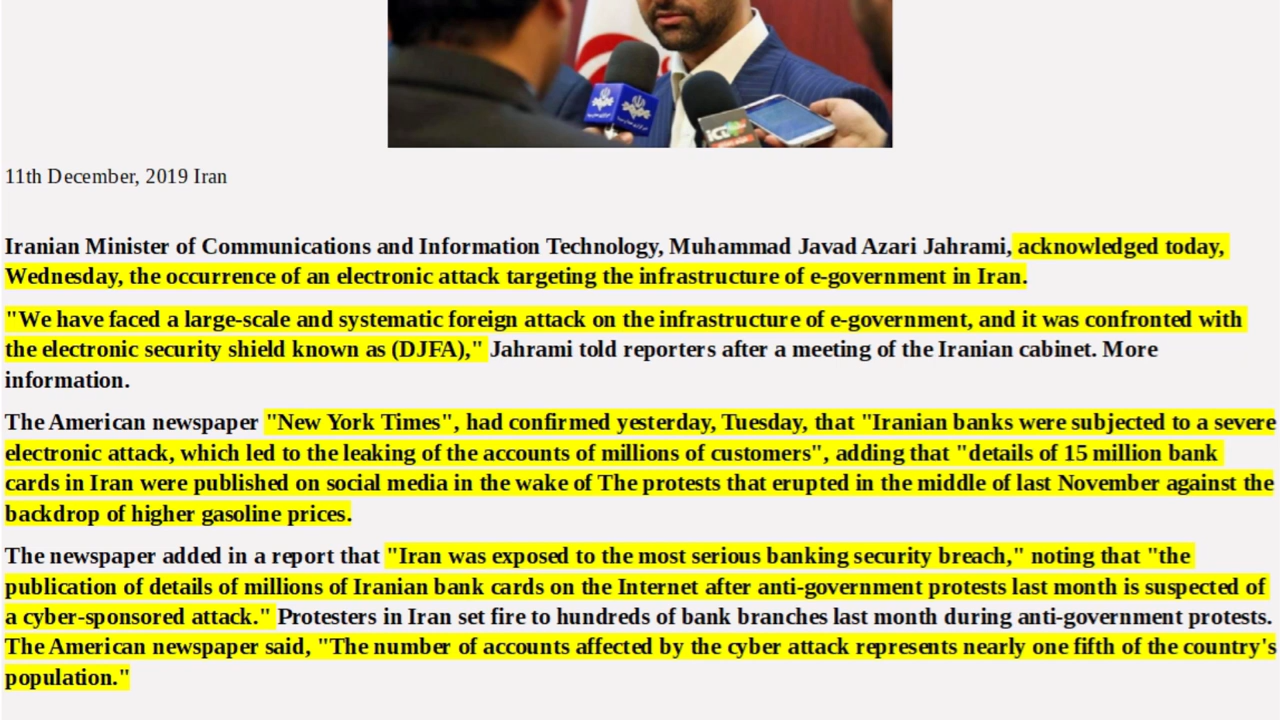 11th December, 2019 Iran
Iranian Minister of Communications and Information Technology, Muhammad Javad Azari Jahrami, acknowledged today,
Wednesday, the occurrence of an electronic attack targeting the infrastructure of e-government in Iran.
"We have faced a large-scale and systematic foreign attack on the infrastructure of e-government, and it was confronted with
the electronic security shield known as (DJFA)," Jahrami told reporters after a meeting of the Iranian cabinet. More
information.
The American newspaper "New York Times", had confirmed yesterday, Tuesday, that "Iranian banks were subjected to a severe
electronic attack, which led to the leaking of the accounts of millions of customers", adding that "details of 15 million bank
cards in Iran were published on social media in the wake of The protests that erupted in the middle of last November against the
backdrop of higher gasoline prices.
The newspaper added in a report that "Iran was exposed to the most serious banking security breach," noting that "the
publication of details of millions of Iranian bank cards on the Internet after anti-government protests last month is suspected of
a cyber-sponsored attack." Protesters in Iran set fire to hundreds of bank branches last month during anti-government protests.
The American newspaper said, "The number of accounts affected by the cyber attack represents nearly one fifth of the country's
population."